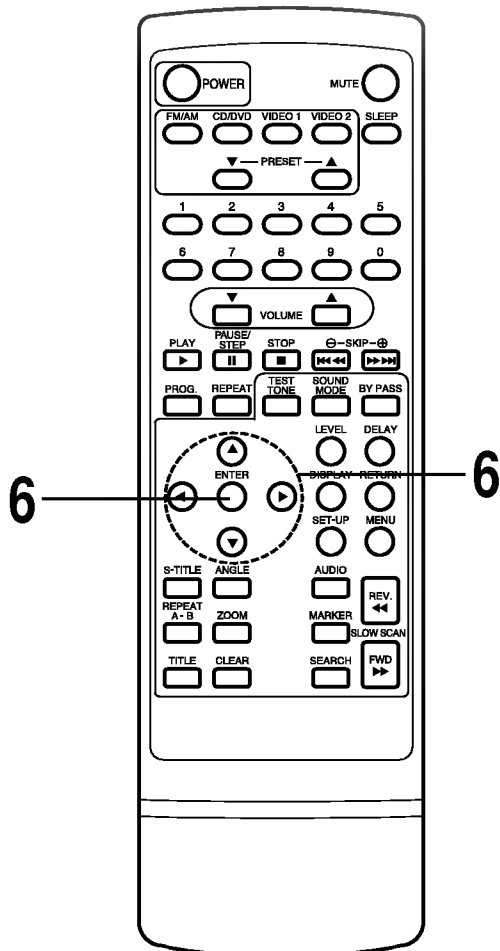 POWER MUTE
FM/AM CD/DVD VIDEO 1 VIDEO 2 SLEEP
▼ — PRESET — ▲
1 2 3 4 5
6 7 8 9 0
▼ VOLUME ▲
PLAY PAUSE/STEP STOP ⊖-SKIP-⊕
PROG. REPEAT TEST TONE SOUND MODE BY PASS
LEVEL DELAY
6 ENTER DISPLAY RETURN 6
SET-UP MENU
S-TITLE ANGLE AUDIO REV.
REPEAT A - B ZOOM MARKER SLOW SCAN
TITLE CLEAR SEARCH FWD